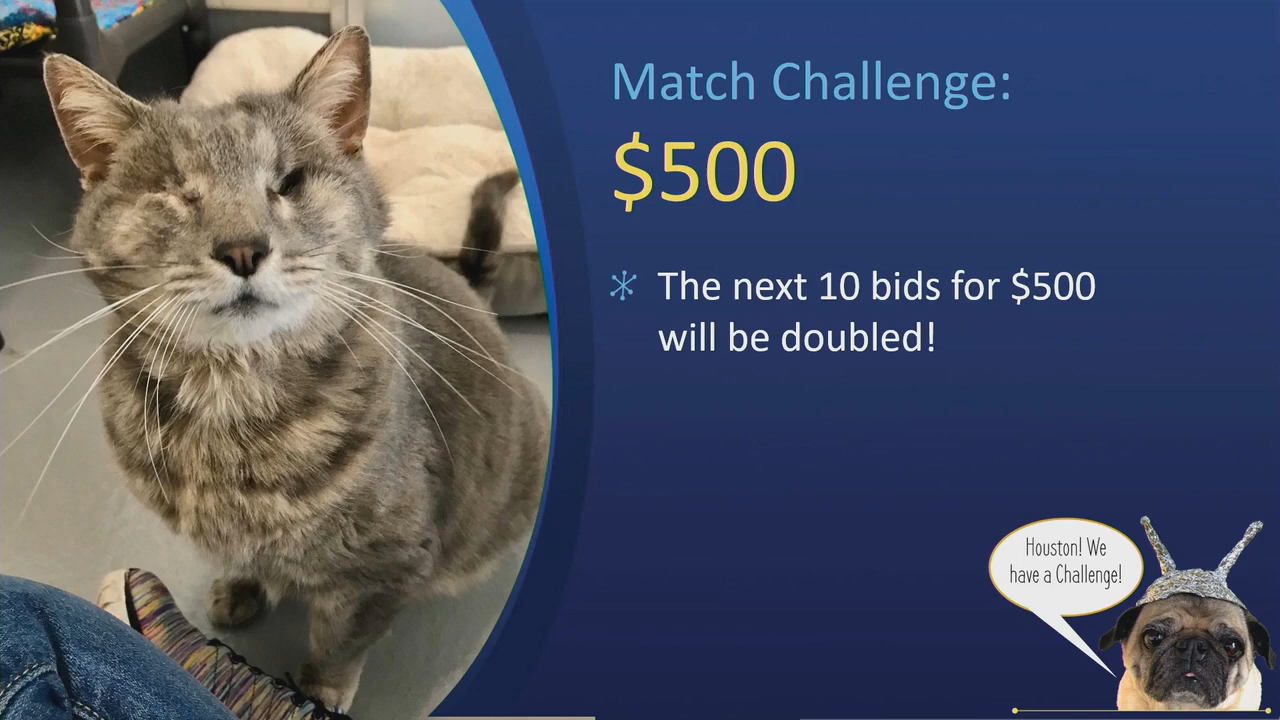 Match Challenge:
$500
The next 10 bids for $500
will be doubled!
Houston! We
have a Challenge!